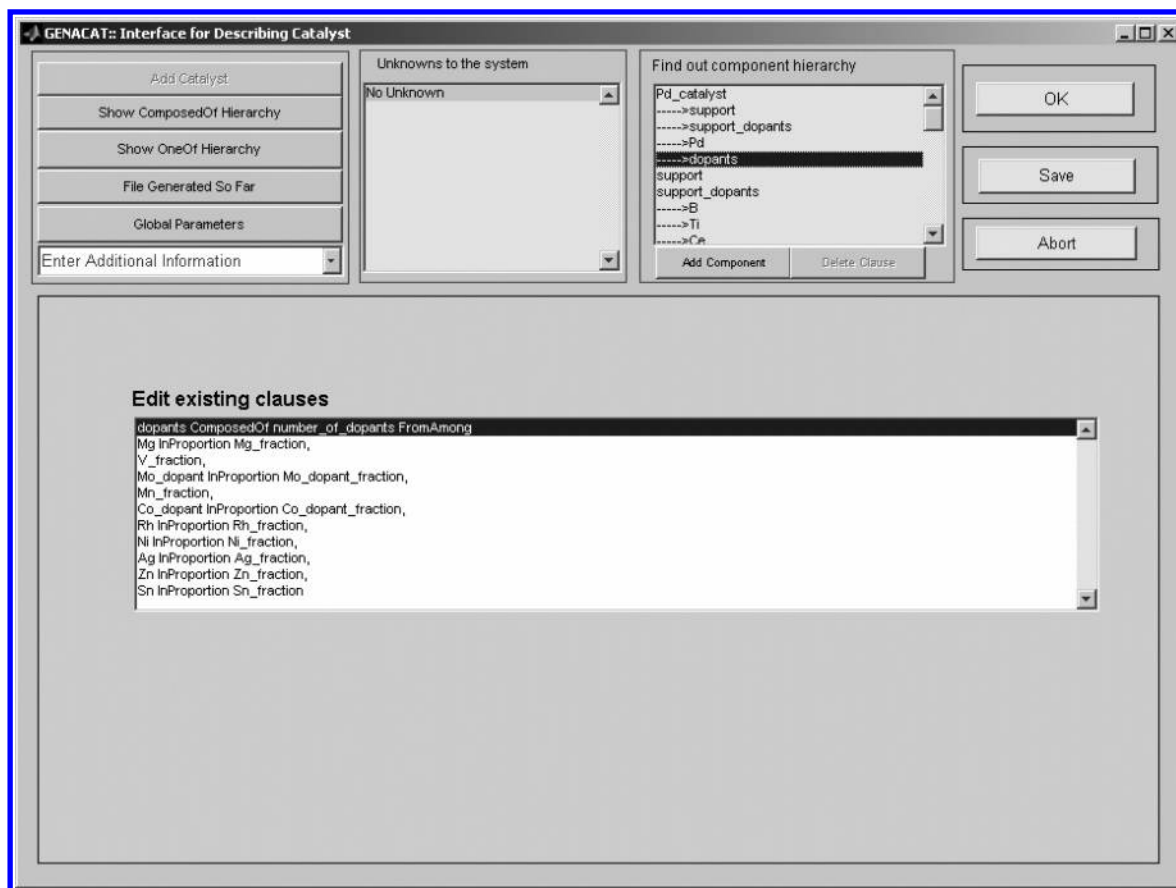 GENACAT:: Interface for Describing Catalyst
Add Catalyst
Show ComposedOf Hierarchy
Show OneOf Hierarchy
File Generated So Far
Global Parameters
Enter Additional Information
Unknowns to the system
No Unknown
Find out component hierarchy
Pd_catalyst
----->support
----->support_dopants
----->Pd
----->dopants
support
support_dopants
----->B
----->Ti
----->Ce
Add Component
Delete Clause
OK
Save
Abort
Edit existing clauses
dopants ComposedOf number_of_dopants FromAmong
Mg InProportion Mg_fraction,
V_fraction,
Mo_dopant InProportion Mo_dopant_fraction,
Mn_fraction,
Co_dopant InProportion Co_dopant_fraction,
Rh InProportion Rh_fraction,
Ni InProportion Ni_fraction,
Ag InProportion Ag_fraction,
Zn InProportion Zn_fraction,
Sn InProportion Sn_fraction